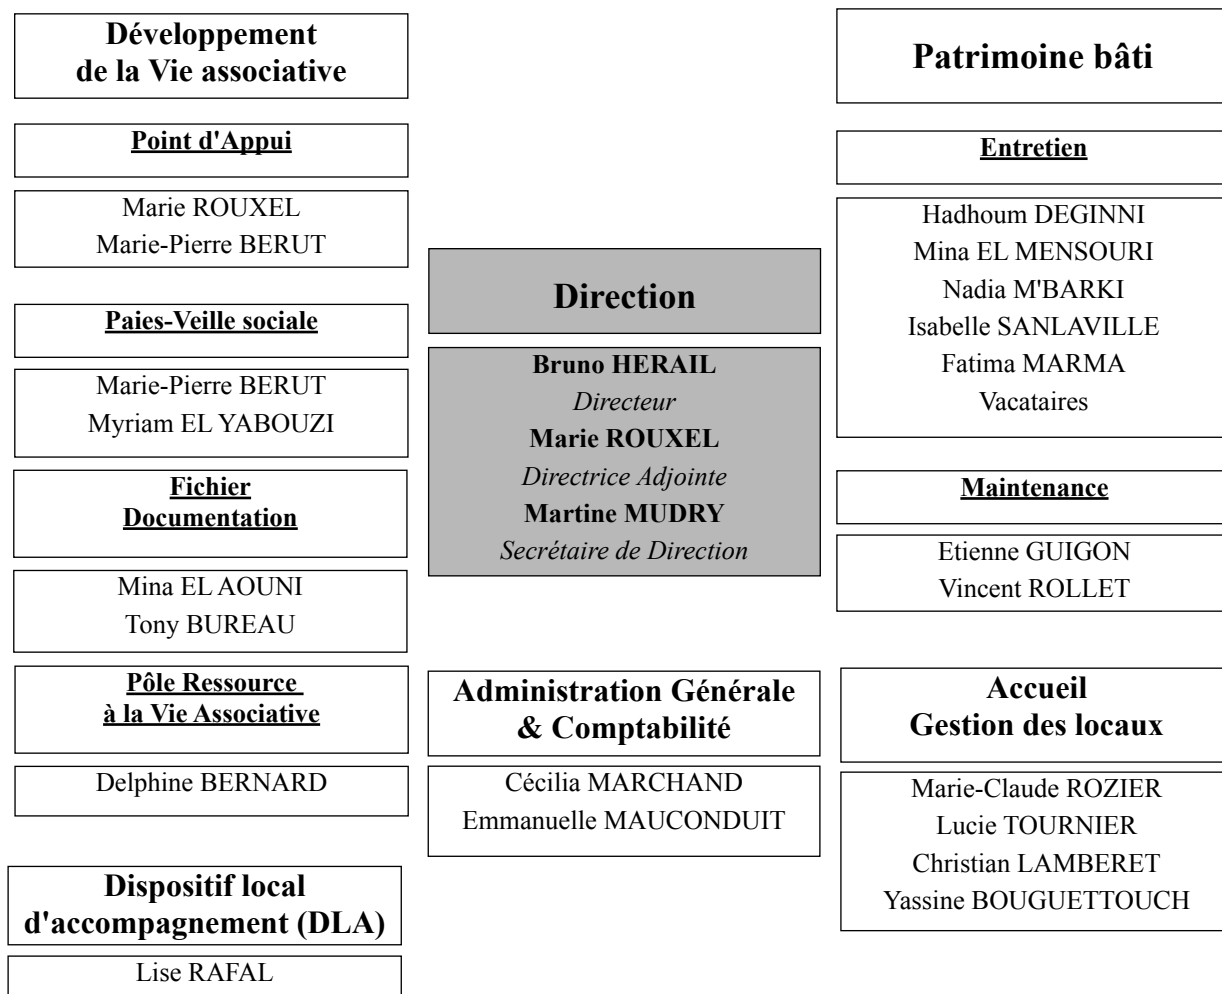 Développement
de la Vie associative
Point d'Appui
Marie ROUXEL
Marie-Pierre BERUT
Paies-Veille sociale
Marie-Pierre BERUT
Myriam EL YABOUZI
Fichier
Documentation
Mina EL AOUNI
Tony BUREAU
Pôle Ressource
à la Vie Associative
Delphine BERNARD
Dispositif local
d'accompagnement (DLA)
Lise RAFAL
Direction
Bruno HERAIL
Directeur
Marie ROUXEL
Directrice Adjointe
Martine MUDRY
Secrétaire de Direction
Administration Générale
& Comptabilité
Cécilia MARCHAND
Emmanuelle MAUCONDUIT
Patrimoine bâti
Entretien
Hadhoum DEGINNI
Mina EL MENSOURI
Nadia M'BARKI
Isabelle SANLAVILLE
Fatima MARMA
Vacataires
Maintenance
Etienne GUIGON
Vincent ROLLET
Accueil
Gestion des locaux
Marie-Claude ROZIER
Lucie TOURNIER
Christian LAMBERET
Yassine BOUGUETTOUCH